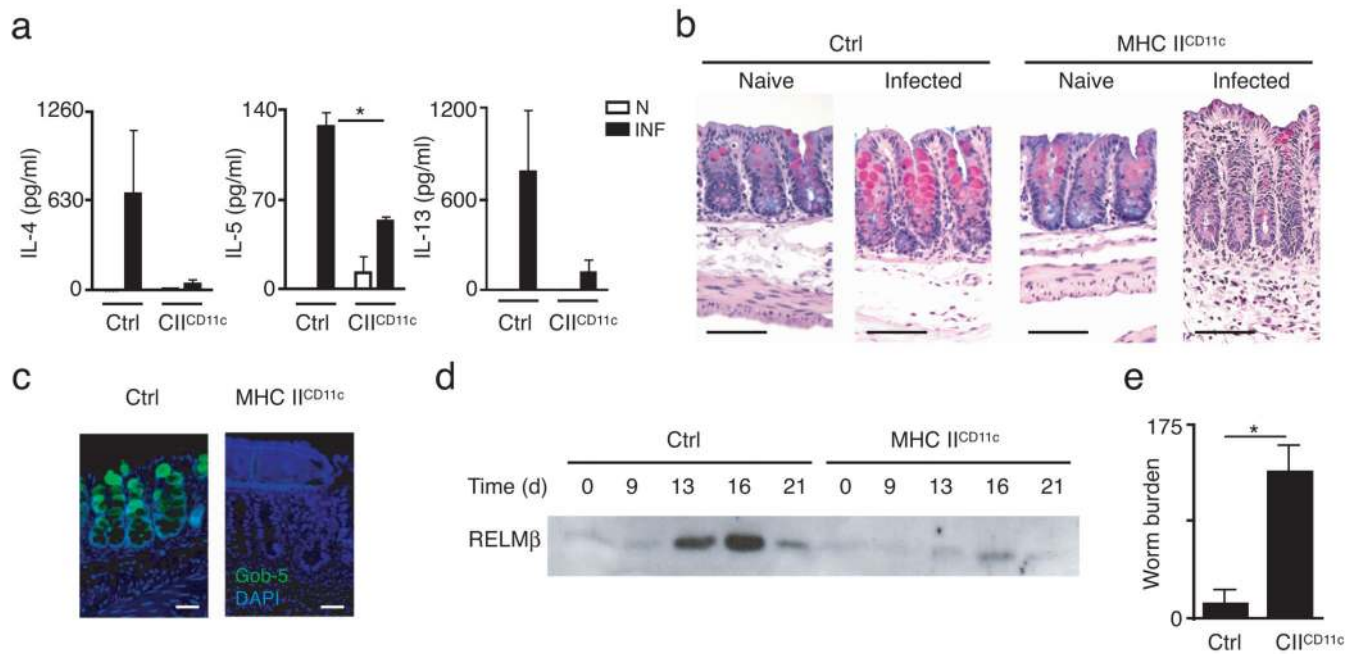 a
IL-4 (pg/ml)
1260
630
0
Ctrl CII^CD11c
IL-5 (pg/ml)
140
70
0
*
Ctrl CII^CD11c
IL-13 (pg/ml)
1200
600
0
Ctrl CII^CD11c
N
INF
b
Ctrl MHC II^CD11c
Naive Infected Naive Infected
c
Ctrl MHC II^CD11c
Gob-5
DAPI
d
Ctrl MHC II^CD11c
Time (d) 0 9 13 16 21 0 9 13 16 21
RELMβ
e
Worm burden
175
0
*
Ctrl CII^CD11c